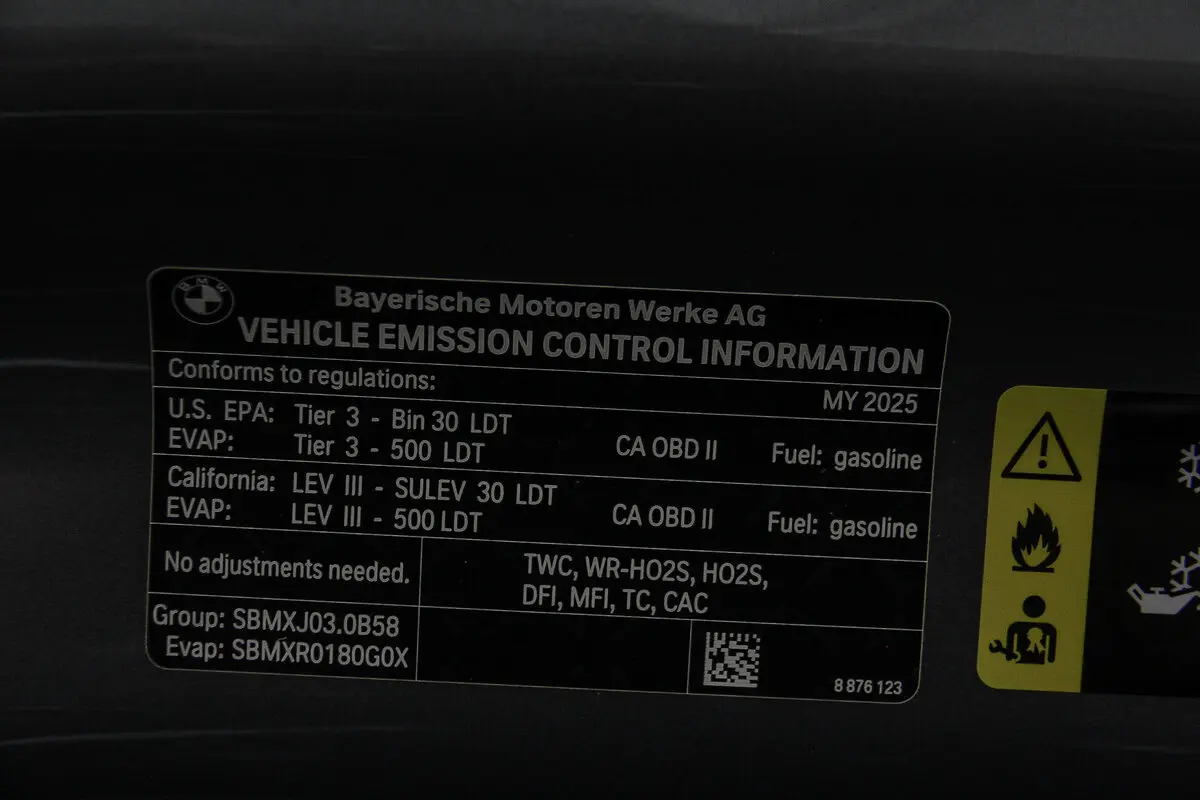 BMW
Bayerische Motoren Werke AG
VEHICLE EMISSION CONTROL INFORMATION
Conforms to regulations:
MY 2025
U.S. EPA: Tier 3 - Bin 30 LDT
EVAP: Tier 3 - 500 LDT
CA OBD II Fuel: gasoline
California: LEV III - SULEV 30 LDT
EVAP: LEV III - 500 LDT
CA OBD II Fuel: gasoline
No adjustments needed.
TWC, WR-HO2S, HO2S,
DFI, MFI, TC, CAC
Group: SBMXJ03.0B58
Evap: SBMXR0180G0X
8 876 123